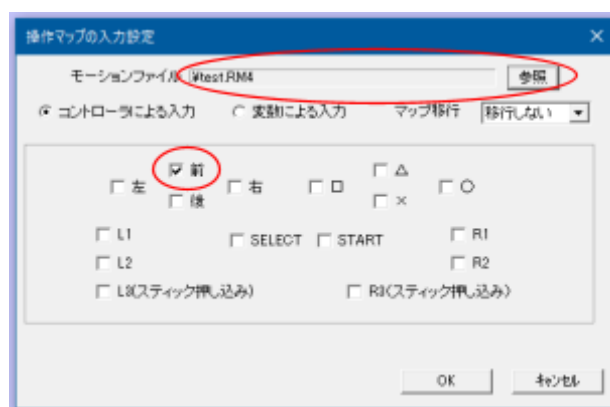 操作マップの入力設定 ×
モーションファイル ¥test.RM4 参照
コントローラによる入力 変数による入力 マップ移行 移行しない
前 △
左 右 □ ○
後 ×
L1 SELECT START R1
L2 R2
L3(スティック押し込み) R3(スティック押し込み)
OK キャンセル